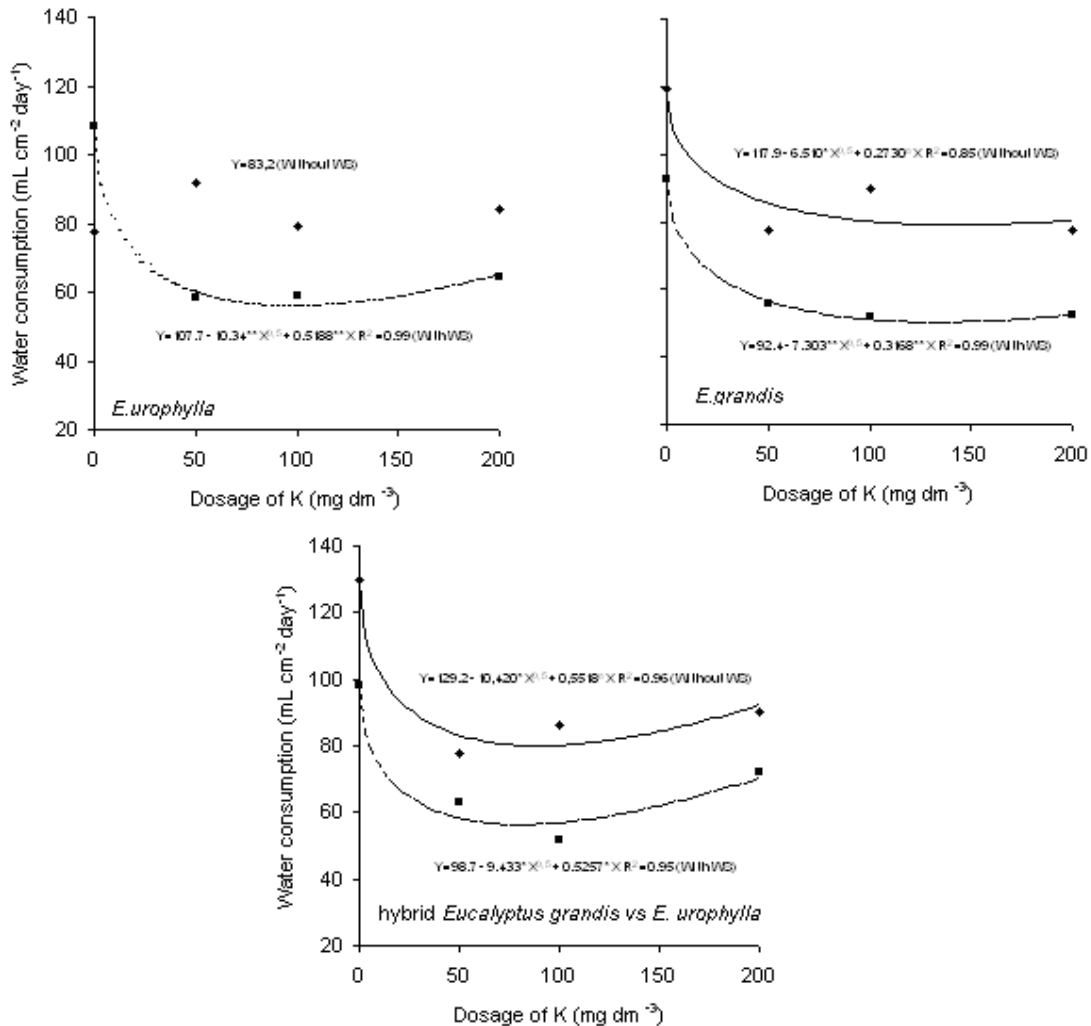 140
120
100
80
60
40
20
Water consumption (mL cm⁻² day⁻¹)
Y=83,2 (Without WS)
Y=107.7 - 10.34** X⁰,⁵ + 0.5188** X R²=0.99 (With WS)
E.urophylla
0 50 100 150 200
Dosage of K (mg dm ⁻³)
Y=117.9 - 6.510* X⁰,⁵ + 0.2730° X R²=0.85 (Without WS)
Y=92.4 - 7.303** X⁰,⁵ + 0.3168** X R²=0.99 (With WS)
E.grandis
0 50 100 150 200
Dosage of K (mg dm ⁻³)
140
120
100
80
60
40
20
Water consumption (mL cm⁻² day⁻¹)
Y=129.2 - 10,420* X⁰,⁵ + 0,5518° X R²=0.96 (Without WS)
Y=98.7 - 9.433* X⁰,⁵ + 0.5257* X R²=0.95 (With WS)
hybrid Eucalyptus grandis vs E. urophylla
0 50 100 150 200
Dosage of K (mg dm ⁻³)